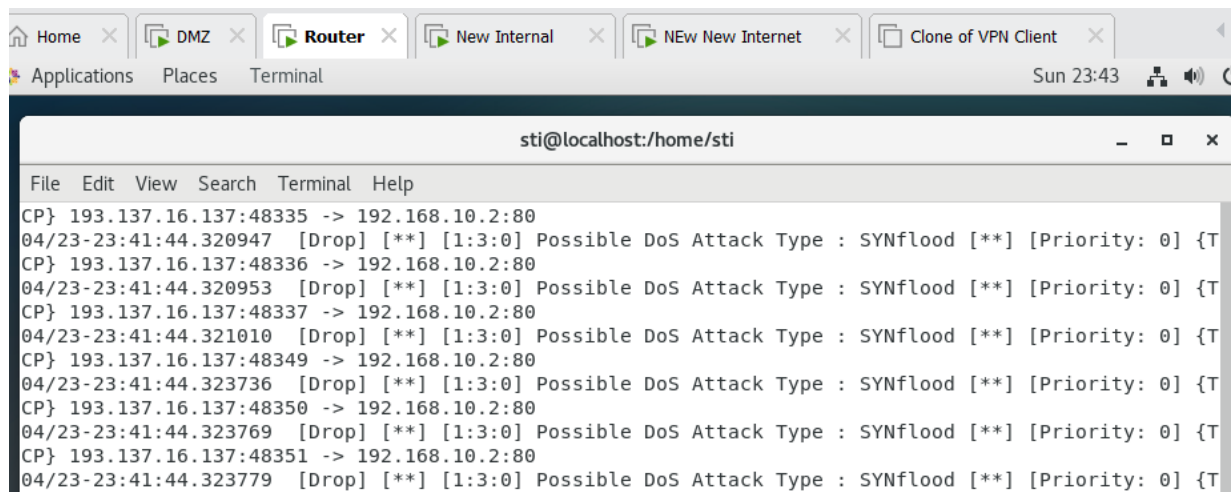 Home DMZ Router New Internal NEw New Internet Clone of VPN Client
Applications Places Terminal Sun 23:43
sti@localhost:/home/sti
File Edit View Search Terminal Help
CP} 193.137.16.137:48335 -> 192.168.10.2:80
04/23-23:41:44.320947  [Drop] [**] [1:3:0] Possible DoS Attack Type : SYNflood [**] [Priority: 0] {T
CP} 193.137.16.137:48336 -> 192.168.10.2:80
04/23-23:41:44.320953  [Drop] [**] [1:3:0] Possible DoS Attack Type : SYNflood [**] [Priority: 0] {T
CP} 193.137.16.137:48337 -> 192.168.10.2:80
04/23-23:41:44.321010  [Drop] [**] [1:3:0] Possible DoS Attack Type : SYNflood [**] [Priority: 0] {T
CP} 193.137.16.137:48349 -> 192.168.10.2:80
04/23-23:41:44.323736  [Drop] [**] [1:3:0] Possible DoS Attack Type : SYNflood [**] [Priority: 0] {T
CP} 193.137.16.137:48350 -> 192.168.10.2:80
04/23-23:41:44.323769  [Drop] [**] [1:3:0] Possible DoS Attack Type : SYNflood [**] [Priority: 0] {T
CP} 193.137.16.137:48351 -> 192.168.10.2:80
04/23-23:41:44.323779  [Drop] [**] [1:3:0] Possible DoS Attack Type : SYNflood [**] [Priority: 0] {T